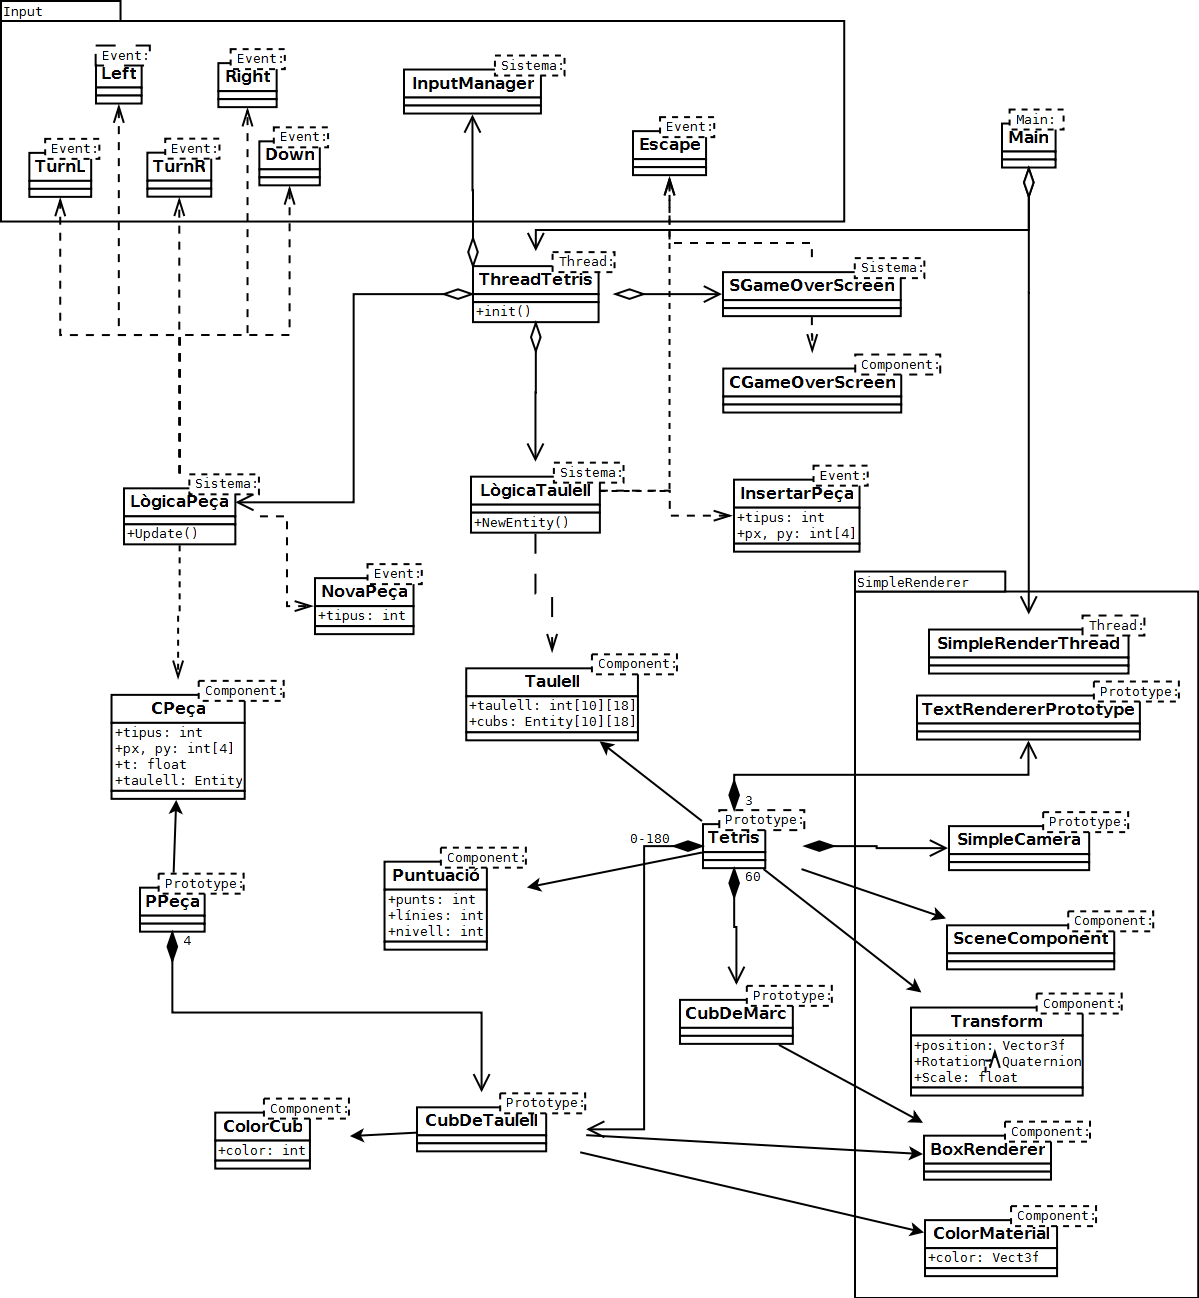 Input
Event:
Left
Event:
Right
Sistema:
InputManager
Event:
TurnL
Event:
TurnR
Event:
Down
Event:
Escape
Main:
Main
Thread:
ThreadTetris
+init()
Sistema:
SGameOverScreen
Component:
CGameOverScreen
Sistema:
LògicaPeça
+Update()
Sistema:
LògicaTaulell
+NewEntity()
Event:
InsertarPeça
+tipus: int
+px, py: int[4]
Event:
NovaPeça
+tipus: int
SimpleRenderer
Thread:
SimpleRenderThread
Prototype:
TextRendererPrototype
Component:
Taulell
+taulell: int[10][18]
+cubs: Entity[10][18]
Component:
CPeça
+tipus: int
+px, py: int[4]
+t: float
+taulell: Entity
3
Prototype:
Tetris
0-180
60
Prototype:
SimpleCamera
Component:
Puntuació
+punts: int
+línies: int
+nivell: int
Prototype:
PPeça
4
Component:
SceneComponent
Prototype:
CubDeMarc
Component:
Transform
+position: Vector3f
+Rotation: Quaternion
+Scale: float
Component:
ColorCub
+color: int
Prototype:
CubDeTaulell
Component:
BoxRenderer
Component:
ColorMaterial
+color: Vect3f